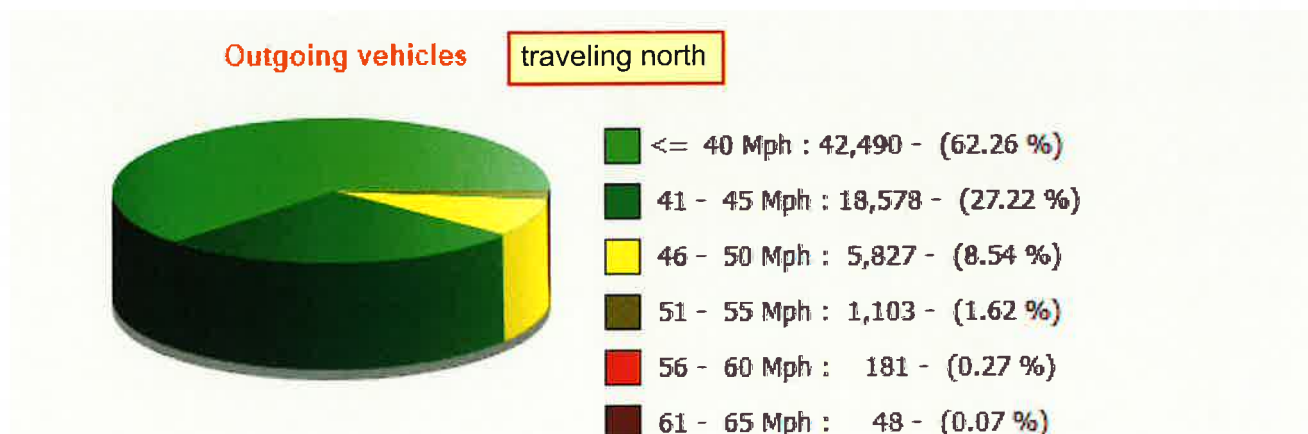 Outgoing vehicles traveling north
<= 40 Mph : 42,490 - (62.26 %)
41 - 45 Mph : 18,578 - (27.22 %)
46 - 50 Mph : 5,827 - (8.54 %)
51 - 55 Mph : 1,103 - (1.62 %)
56 - 60 Mph : 181 - (0.27 %)
61 - 65 Mph : 48 - (0.07 %)